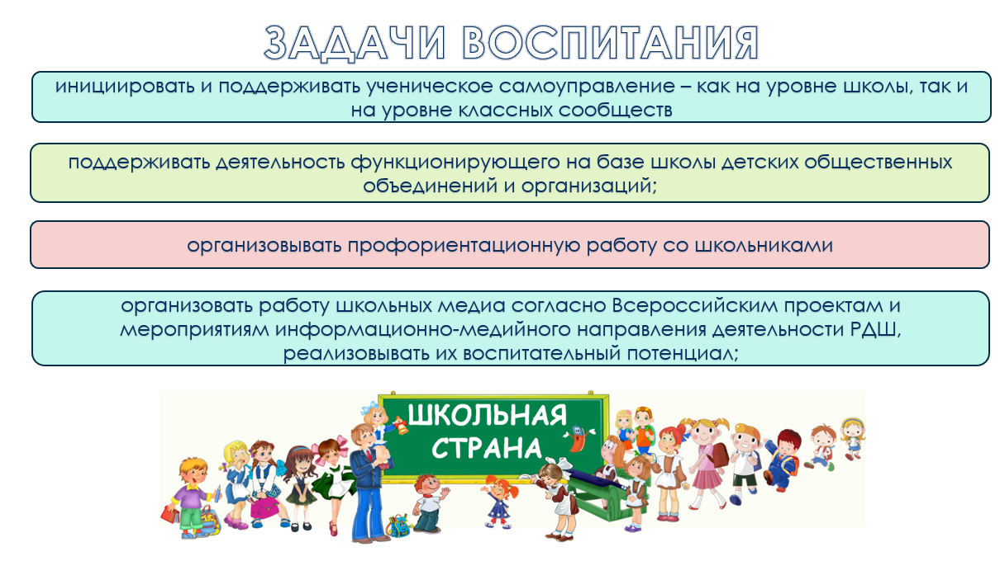 ЗАДАЧИ ВОСПИТАНИЯ
инициировать и поддерживать ученическое самоуправление – как на уровне школы, так и
на уровне классных сообществ
поддерживать деятельность функционирующего на базе школы детских общественных
объединений и организаций;
организовывать профориентационную работу со школьниками
организовать работу школьных медиа согласно Всероссийским проектам и
мероприятиям информационно-медийного направления деятельности РДШ,
реализовывать их воспитательный потенциал;
ШКОЛЬНАЯ
СТРАНА